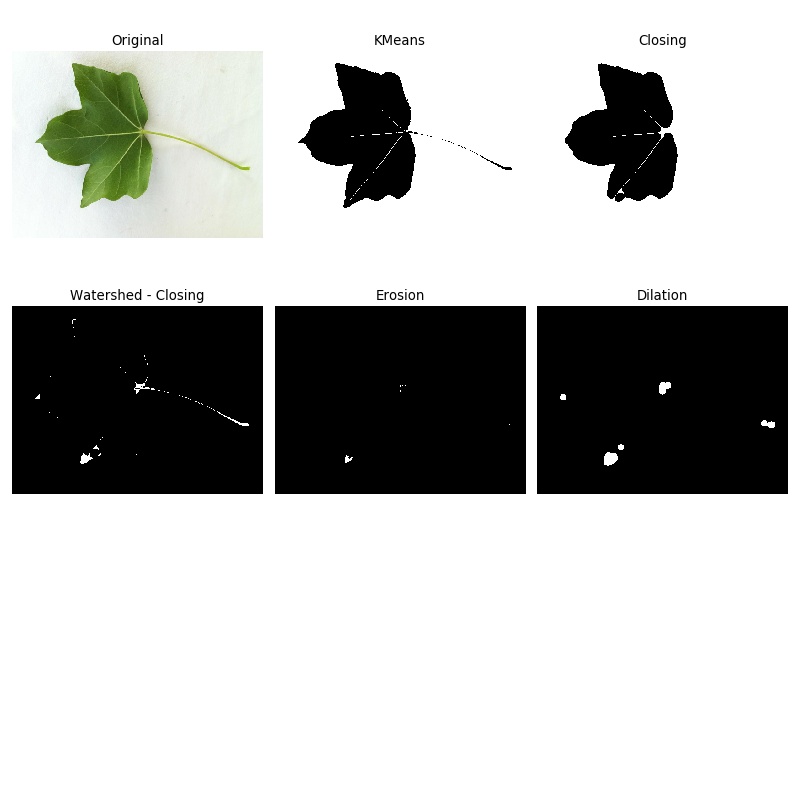 Original
KMeans
Closing
Watershed - Closing
Erosion
Dilation